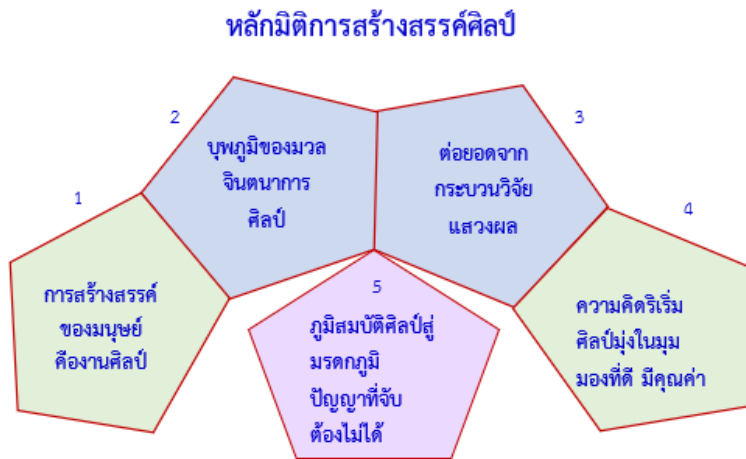 หลักมิติการสร้างสรรค์ศิลป์
1
การสร้างสรรค์
ของมนุษย์
คืองานศิลป์
2
บุพภูมิของมวล
จินตนาการ
ศิลป์
3
ต่อยอดจาก
กระบวนวิจัย
แสวงผล
4
ความคิดริเริ่ม
ศิลป์มุ่งในมุม
มองที่ดี มีคุณค่า
5
ภูมิสมบัติศิลป์สู่
มรดกภูมิ
ปัญญาที่จับ
ต้องไม่ได้